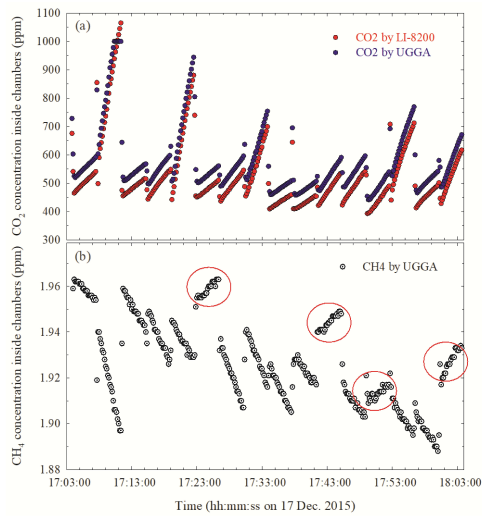 (a)
CO2 by LI-8200
CO2 by UGGA
CO2 concentration inside chambers (ppm)
1100
1000
900
800
700
600
500
400
300
(b)
CH4 by UGGA
CH4 concentration inside chambers (ppm)
1.96
1.94
1.92
1.90
1.88
17:03:00 17:13:00 17:23:00 17:33:00 17:43:00 17:53:00 18:03:00
Time (hh:mm:ss on 17 Dec. 2015)